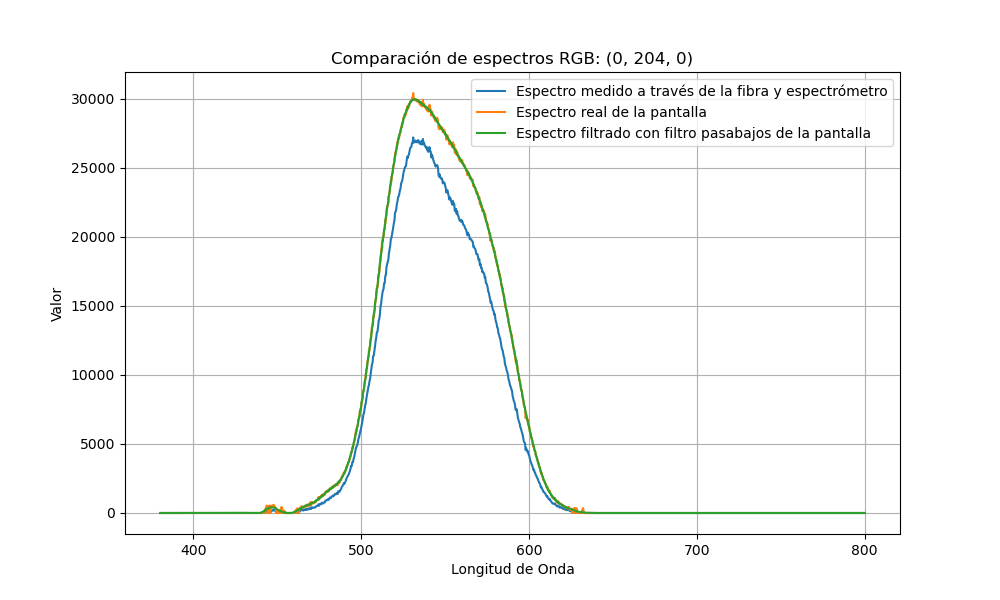 Comparación de espectros RGB: (0, 204, 0)
Espectro medido a través de la fibra y espectrómetro
Espectro real de la pantalla
Espectro filtrado con filtro pasabajos de la pantalla
30000
25000
20000
15000
10000
5000
0
Valor
400 500 600 700 800
Longitud de Onda